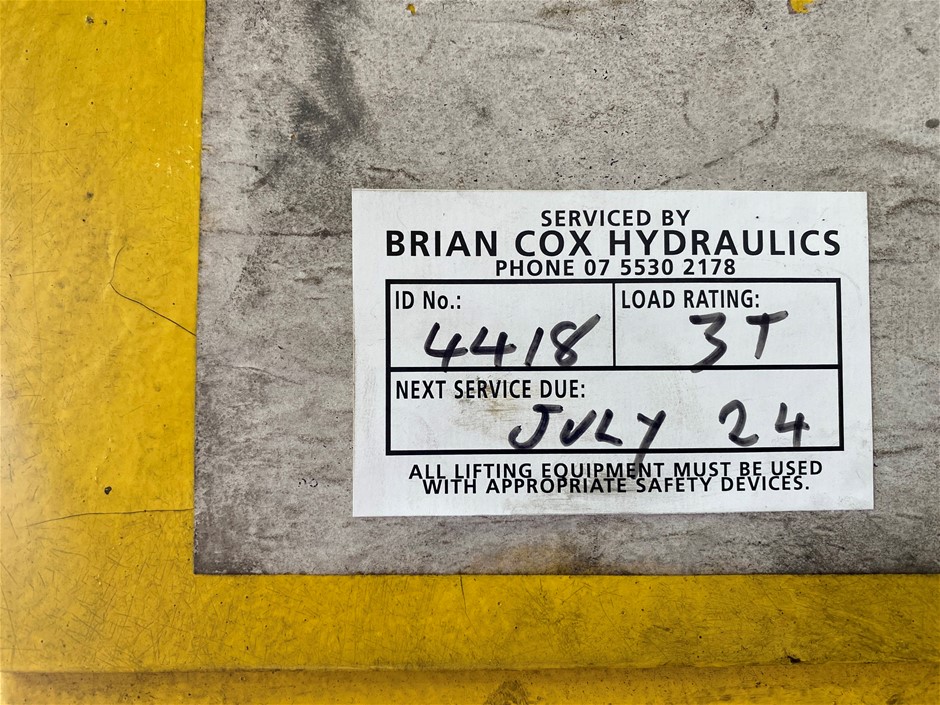 SERVICED BY
BRIAN COX HYDRAULICS
PHONE 07 5530 2178
ID No.:
4418
LOAD RATING:
3T
NEXT SERVICE DUE:
JULY 24
ALL LIFTING EQUIPMENT MUST BE USED
WITH APPROPRIATE SAFETY DEVICES.